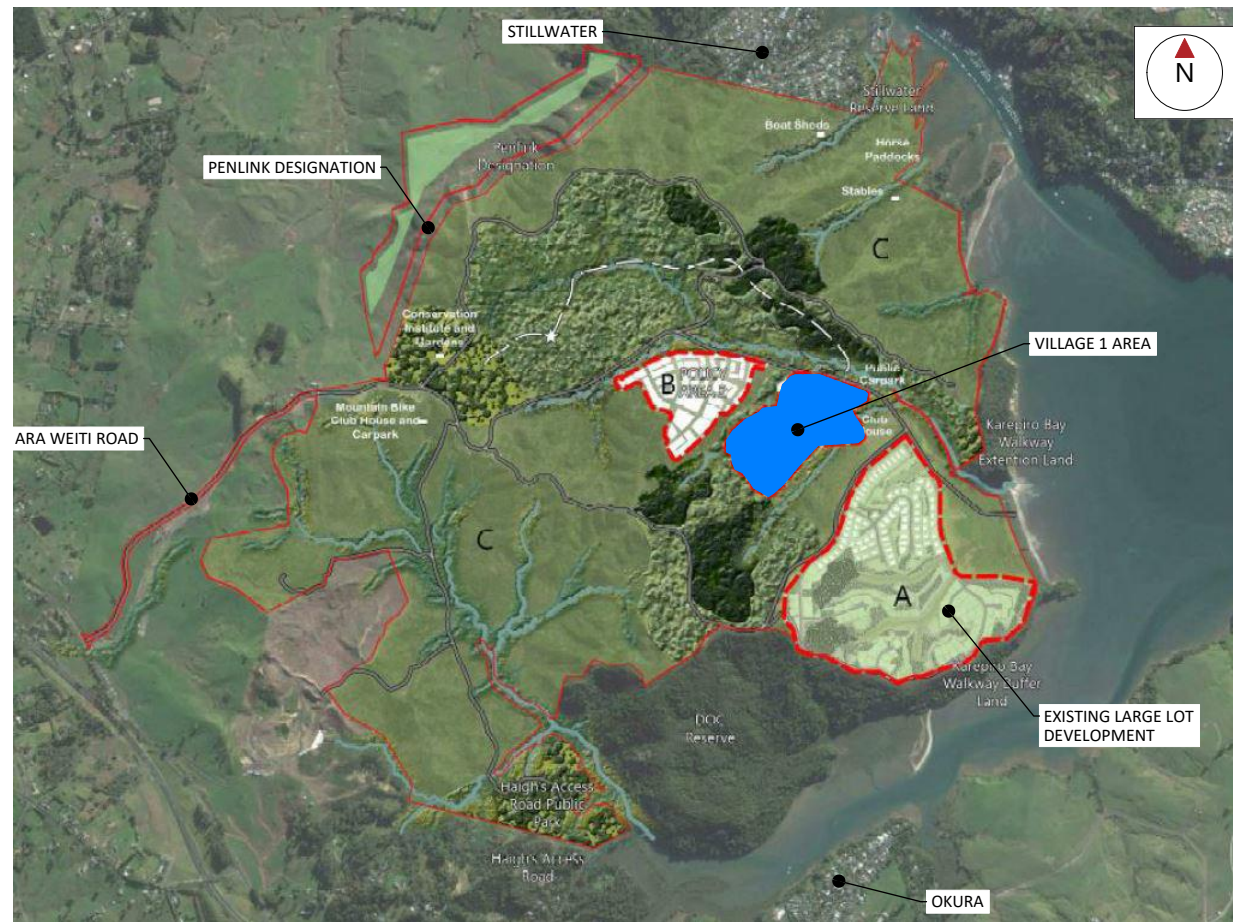 STILLWATER
N
Stillwater
Reserve Land
Boat Sheds
Horse
Paddocks
Penlink
Designation
PENLINK DESIGNATION
Stables
C
Conservation
Institute and
Gardens
VILLAGE 1 AREA
B
POLICY
AREA
Public
Carpark
Mountain Bike
Club House and
Carpark
Club
House
ARA WEITI ROAD
Karepiro Bay
Walkway
Extention Land
C
A
Karepiro Bay
Walkway Buffer
Land
EXISTING LARGE LOT
DEVELOPMENT
DOC
Reserve
Haigh's Access
Road Public
Park
Haigh's Access
Road
OKURA